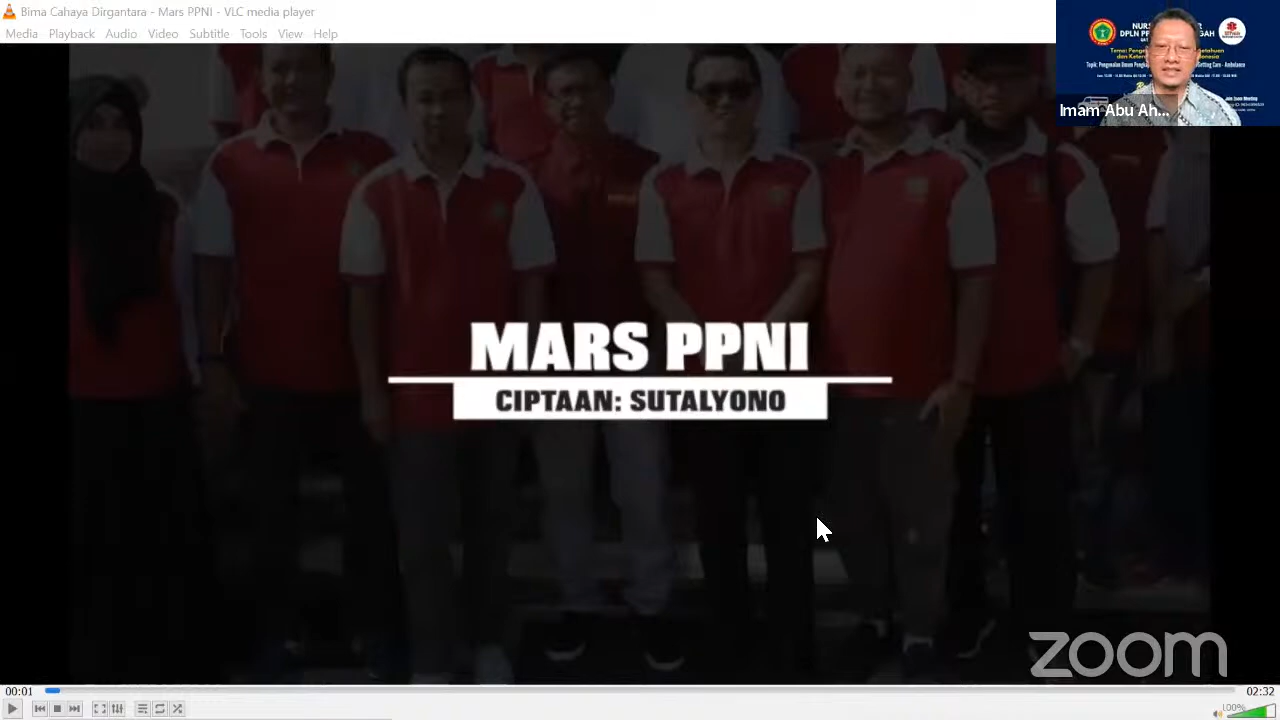 Bima Cahaya Dirgantara - Mars PPNI - VLC media player
Media Playback Audio Video Subtitle Tools View Help
Imam Abu Ah...
MARS PPNI
CIPTAAN: SUTALYONO
zoom
00:01
02:32
100%